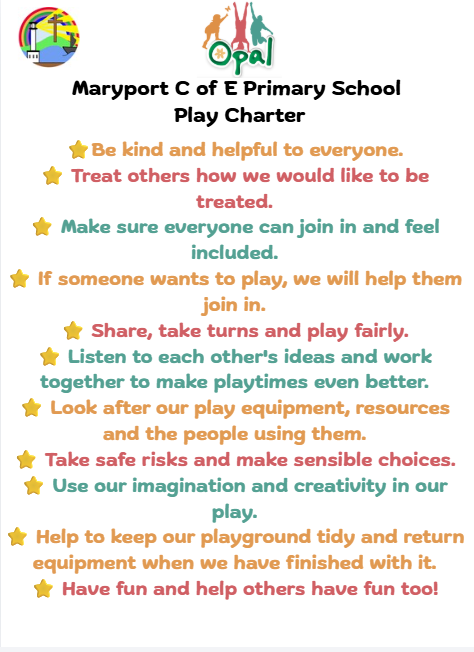 Opal
Maryport C of E Primary School
Play Charter
Be kind and helpful to everyone.
Treat others how we would like to be
treated.
Make sure everyone can join in and feel
included.
If someone wants to play, we will help them
join in.
Share, take turns and play fairly.
Listen to each other's ideas and work
together to make playtimes even better.
Look after our play equipment, resources
and the people using them.
Take safe risks and make sensible choices.
Use our imagination and creativity in our
play.
Help to keep our playground tidy and return
equipment when we have finished with it.
Have fun and help others have fun too!